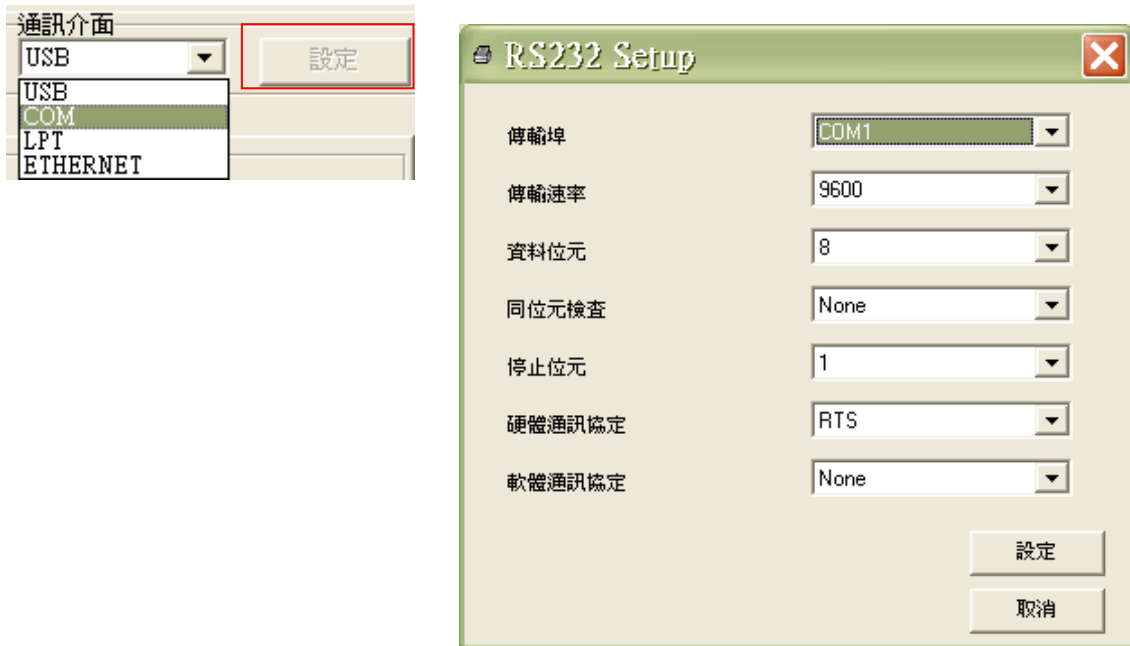 通訊介面
USB
設定
USB
COM
LPT
ETHERNET
RS232 Setup
傳輸埠
COM1
傳輸速率
9600
資料位元
8
同位元檢查
None
停止位元
1
硬體通訊協定
RTS
軟體通訊協定
None
設定
取消